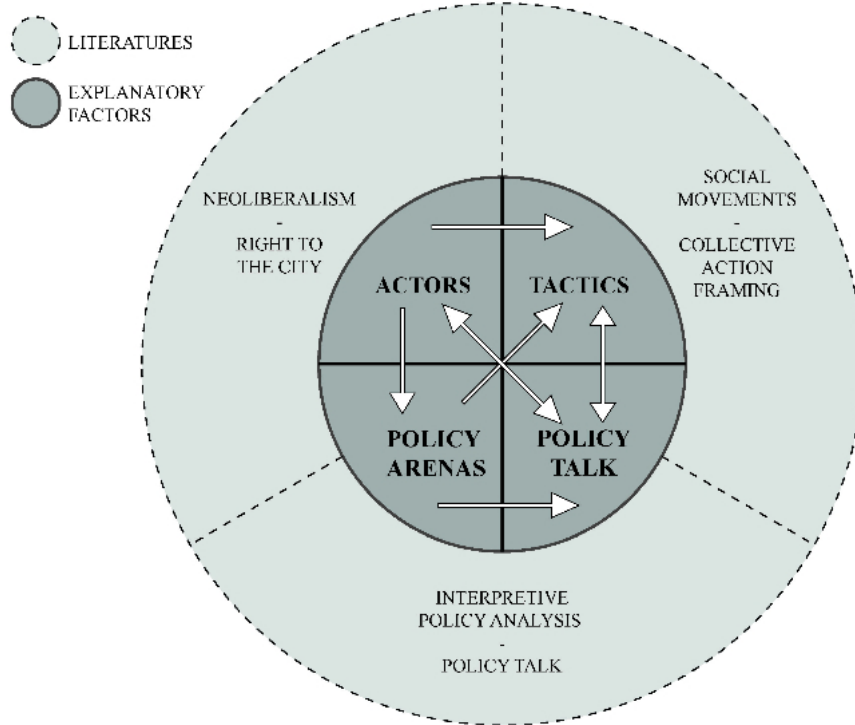 LITERATURES
EXPLANATORY
FACTORS
NEOLIBERALISM
-
RIGHT TO
THE CITY
SOCIAL
MOVEMENTS
-
COLLECTIVE
ACTION
FRAMING
ACTORS
TACTICS
POLICY
ARENAS
POLICY
TALK
INTERPRETIVE
POLICY ANALYSIS
-
POLICY TALK